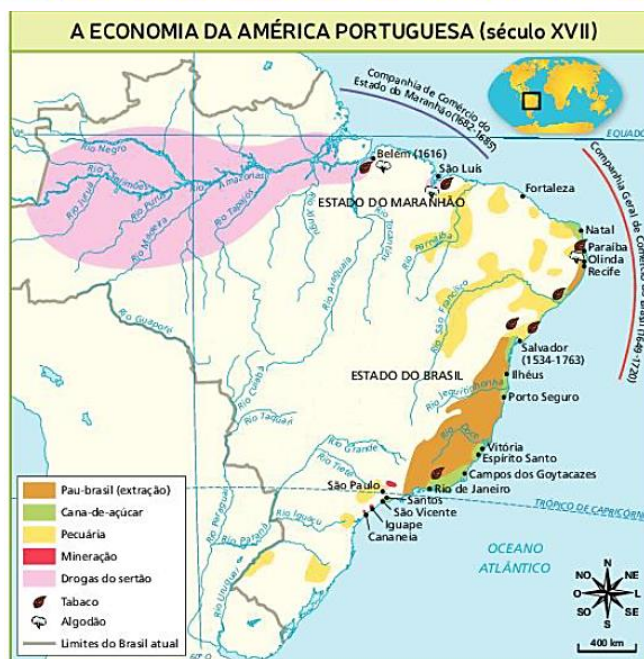 A ECONOMIA DA AMÉRICA PORTUGUESA (século XVII)
Companhia de Comércio do
Estado do Maranhão (1682-1685)
EQUADOR
Companhia Geral de Comércio do Brasil (1649-1720)
Rio Negro
Belém (1616)
São Luís
Fortaleza
Rio Solimões
Rio Amazonas
Rio Juruá
Rio Purus
Rio Madeira
Rio Tapajós
Rio Xingu
ESTADO DO MARANHÃO
Rio Tocantins
Rio Araguaia
Rio Parnaíba
Natal
Paraíba
Olinda
Recife
Rio São Francisco
Rio Guaporé
Salvador
(1534-1763)
ESTADO DO BRASIL
Ilhéus
Rio Jequitinhonha
Porto Seguro
Rio Cuiabá
Rio Taquari
Rio Doce
Vitória
Espírito Santo
Rio Grande
Rio Tietê
Campos dos Goytacazes
São Paulo
Rio de Janeiro
Santos
São Vicente
TRÓPICO DE CAPRICÓRNIO
Iguape
Cananeia
Rio Iguaçu
Rio Paraná
Rio Paraguai
Rio Uruguai
OCEANO
ATLÂNTICO
Pau-brasil (extração)
Cana-de-açúcar
Pecuária
Mineração
Drogas do sertão
Tabaco
Algodão
Limites do Brasil atual
N
NO
NE
O
L
SO
SE
S
400 km